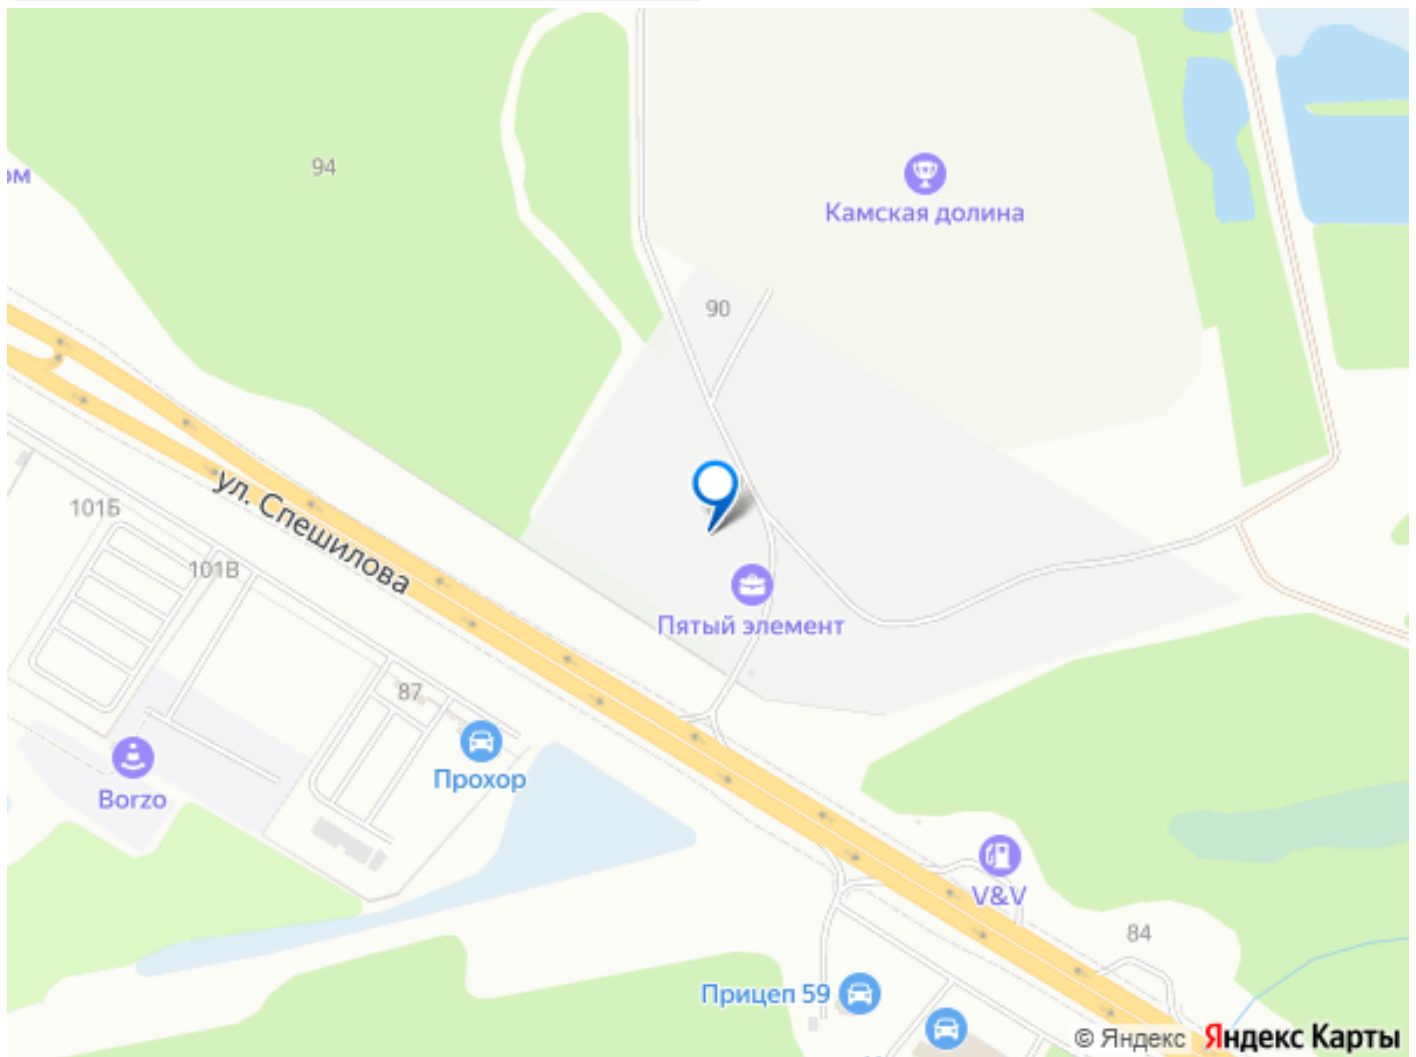 94
ом
Камская долина
90
ул. Спешилова
101Б
101В
Пятый элемент
87
Прохор
Borzo
V&V
84
Прицеп 59
© Яндекс Яндекс Карты